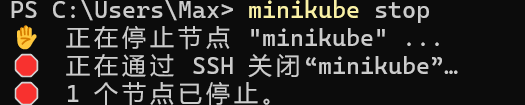 PS C:\Users\Max> minikube stop
✋ 正在停止节点 "minikube" ...
🛑 正在通过 SSH 关闭“minikube”…
🛑 1 个节点已停止。